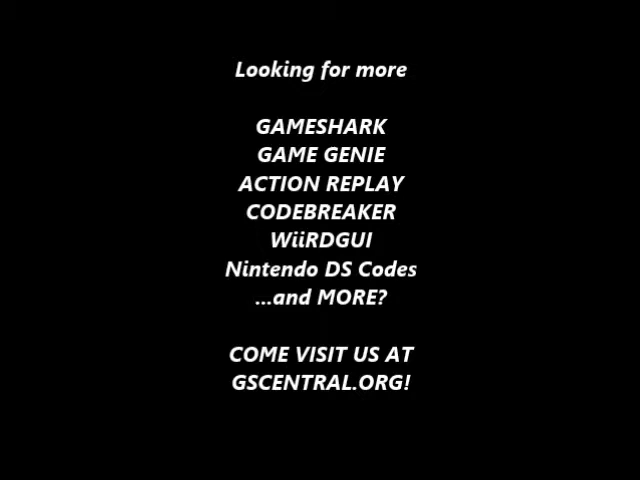 Looking for more
GAMESHARK
GAME GENIE
ACTION REPLAY
CODEBREAKER
WiiRDGUI
Nintendo DS Codes
...and MORE?
COME VISIT US AT
GSCENTRAL.ORG!